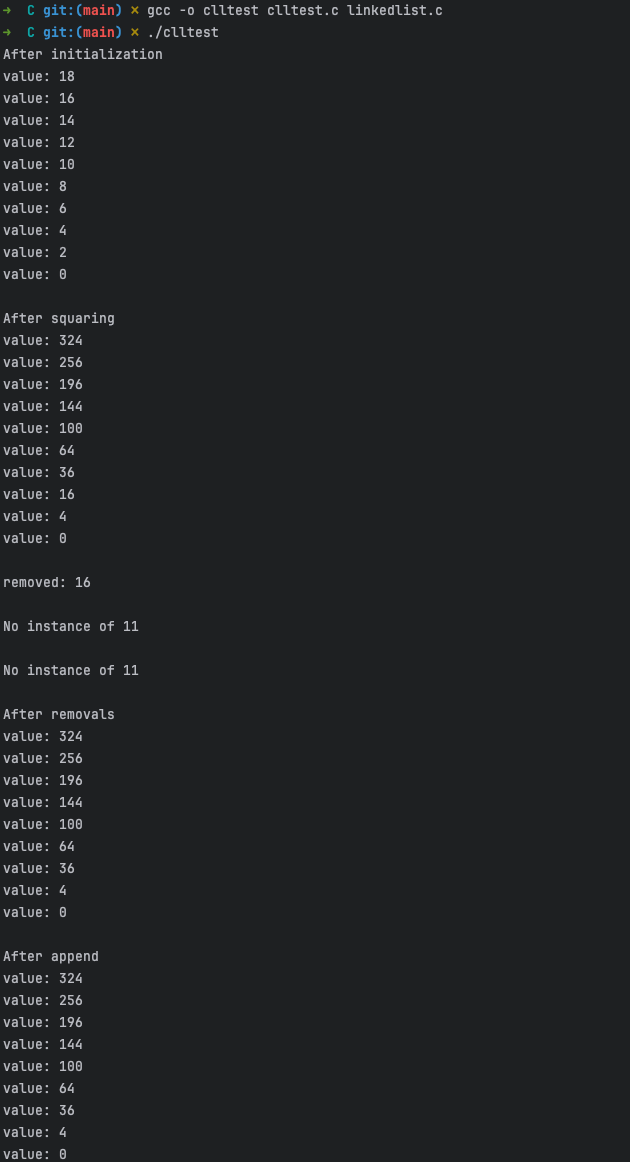 → C git:(main) × gcc -o clltest clltest.c linkedlist.c
→ C git:(main) × ./clltest
After initialization
value: 18
value: 16
value: 14
value: 12
value: 10
value: 8
value: 6
value: 4
value: 2
value: 0

After squaring
value: 324
value: 256
value: 196
value: 144
value: 100
value: 64
value: 36
value: 16
value: 4
value: 0

removed: 16

No instance of 11

No instance of 11

After removals
value: 324
value: 256
value: 196
value: 144
value: 100
value: 64
value: 36
value: 4
value: 0

After append
value: 324
value: 256
value: 196
value: 144
value: 100
value: 64
value: 36
value: 4
value: 0